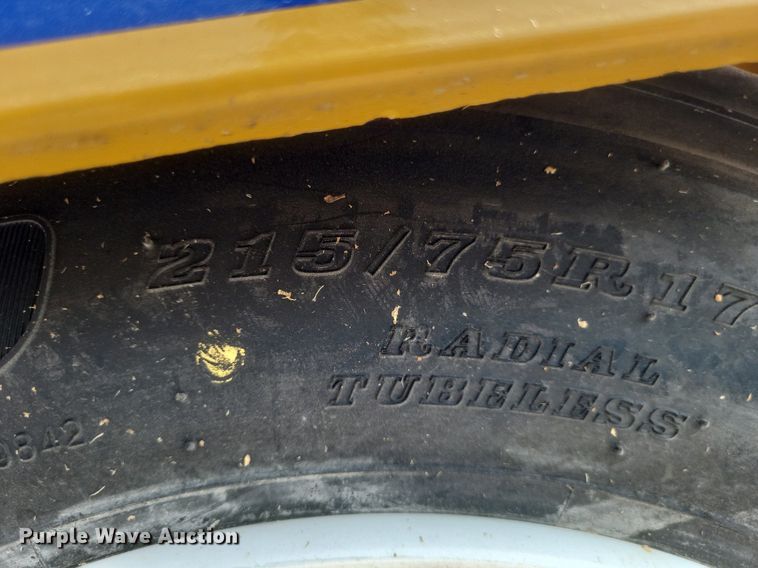 215/75R17
RADIAL
TUBELESS
9842
Purple Wave Auction